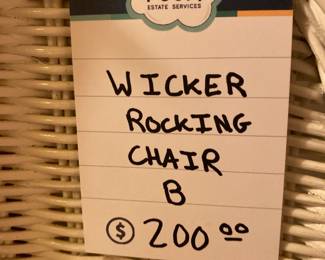 ESTATE SERVICES
WICKER
ROCKING
CHAIR
B
$ 200.00